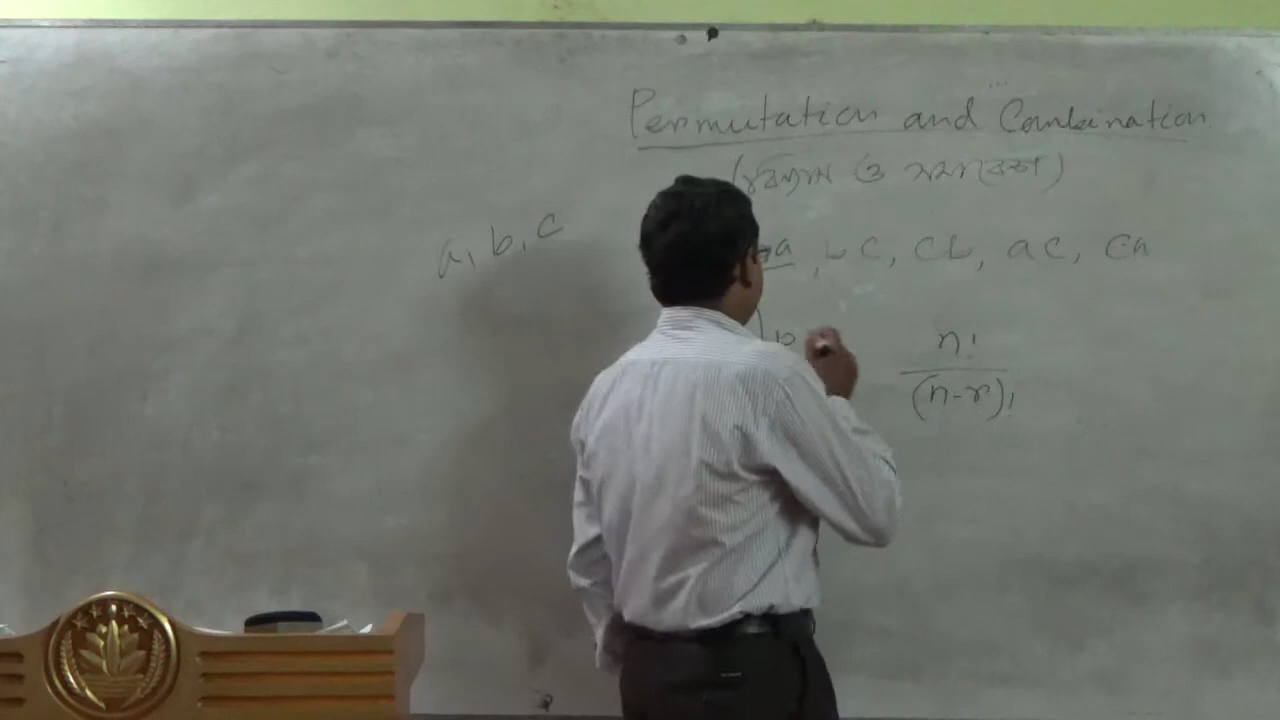 Permutation and Combination
(বিন্যাস ও সমাবেশ)
a, b, c
a, bc, cb, ac, ca
p
n!
(n-r)!